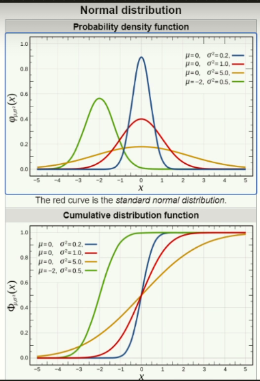 Normal distribution
Probability density function
μ=0, σ²=0.2,
μ=0, σ²=1.0,
μ=0, σ²=5.0,
μ=−2, σ²=0.5,
φμ,σ²(x)
1.0
0.8
0.6
0.4
0.2
0.0
−5 −4 −3 −2 −1 0 1 2 3 4 5
x
The red curve is the standard normal distribution.
Cumulative distribution function
μ=0, σ²=0.2,
μ=0, σ²=1.0,
μ=0, σ²=5.0,
μ=−2, σ²=0.5,
Φμ,σ²(x)
1.0
0.8
0.6
0.4
0.2
0.0
−5 −4 −3 −2 −1 0 1 2 3 4 5
x